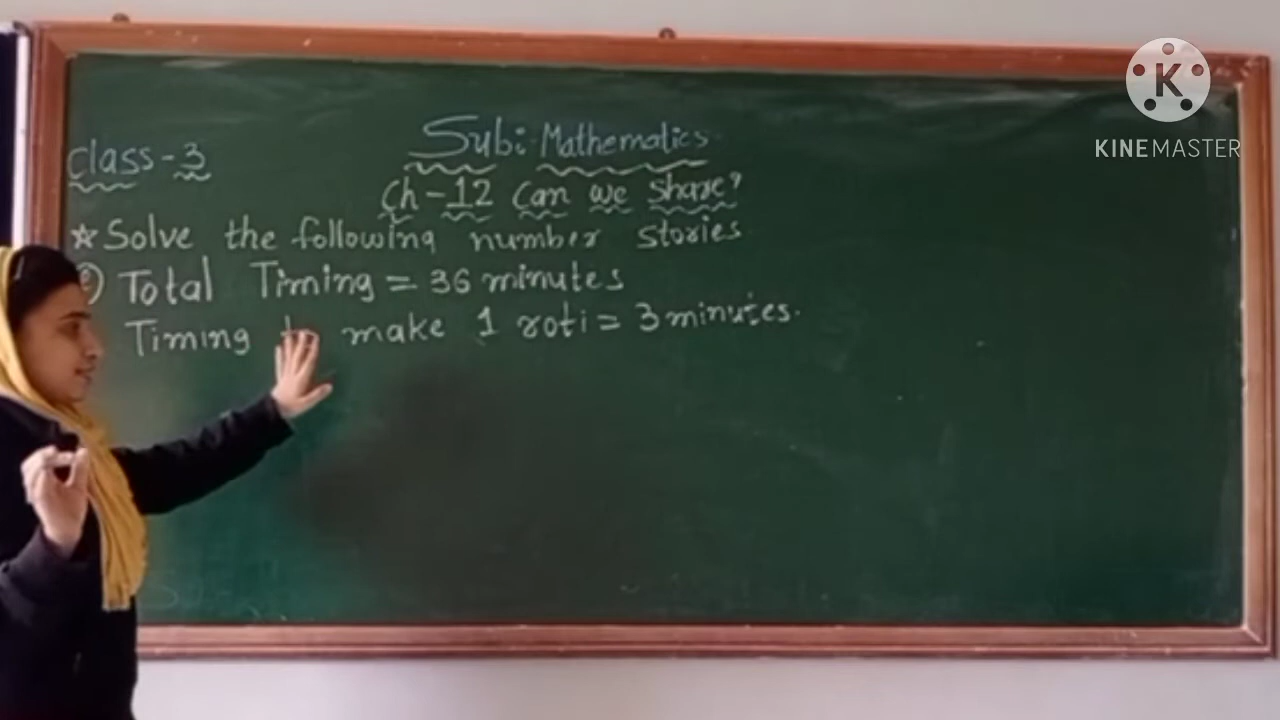 Class-3
Sub: Mathematics
Ch-12 Can we share?
☆ Solve the following number stories
) Total Timing = 36 minutes
Timing to make 1 roti = 3 minutes.
K
KINEMASTER